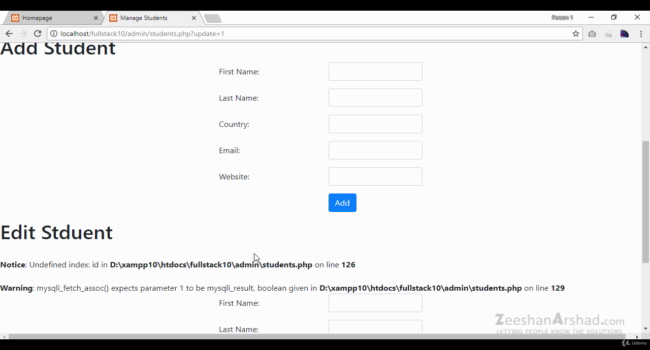 Homepage
Manage Students
localhost/fullstack10/admin/students.php?update=1
Add Student
First Name:
Last Name:
Country:
Email:
Website:
Add
Edit Stduent
Notice: Undefined index: id in D:\xampp10\htdocs\fullstack10\admin\students.php on line 126
Warning: mysqli_fetch_assoc() expects parameter 1 to be mysqli_result, boolean given in D:\xampp10\htdocs\fullstack10\admin\students.php on line 129
First Name:
Last Name:
ZeeshanArshad.com
LETTING PEOPLE KNOW THE SOLUTIONS
Udemy